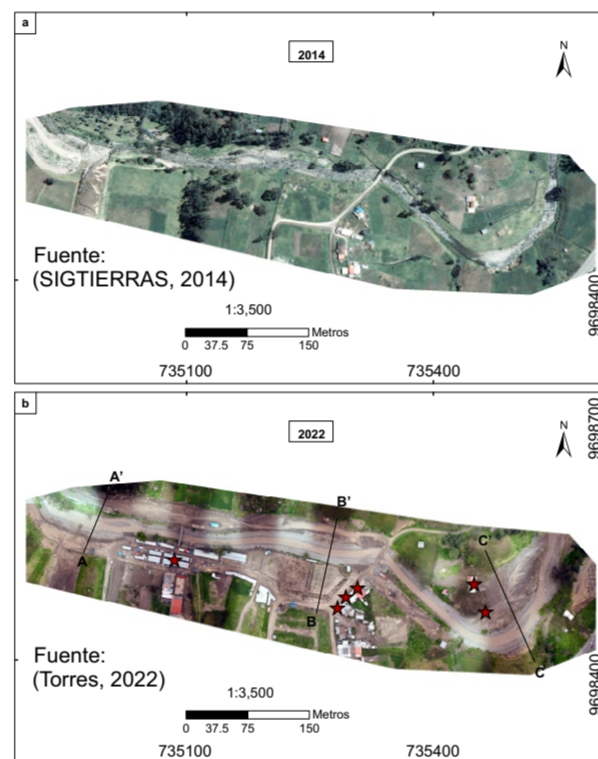 a
2014
N
Fuente:
(SIGTIERRAS, 2014)
1:3,500
Metros
0 37.5 75 150
9698400
735100 735400
b
2022
N
9698700
A'
B'
C'
A
B
C
Fuente:
(Torres, 2022)
1:3,500
Metros
0 37.5 75 150
9698400
735100 735400